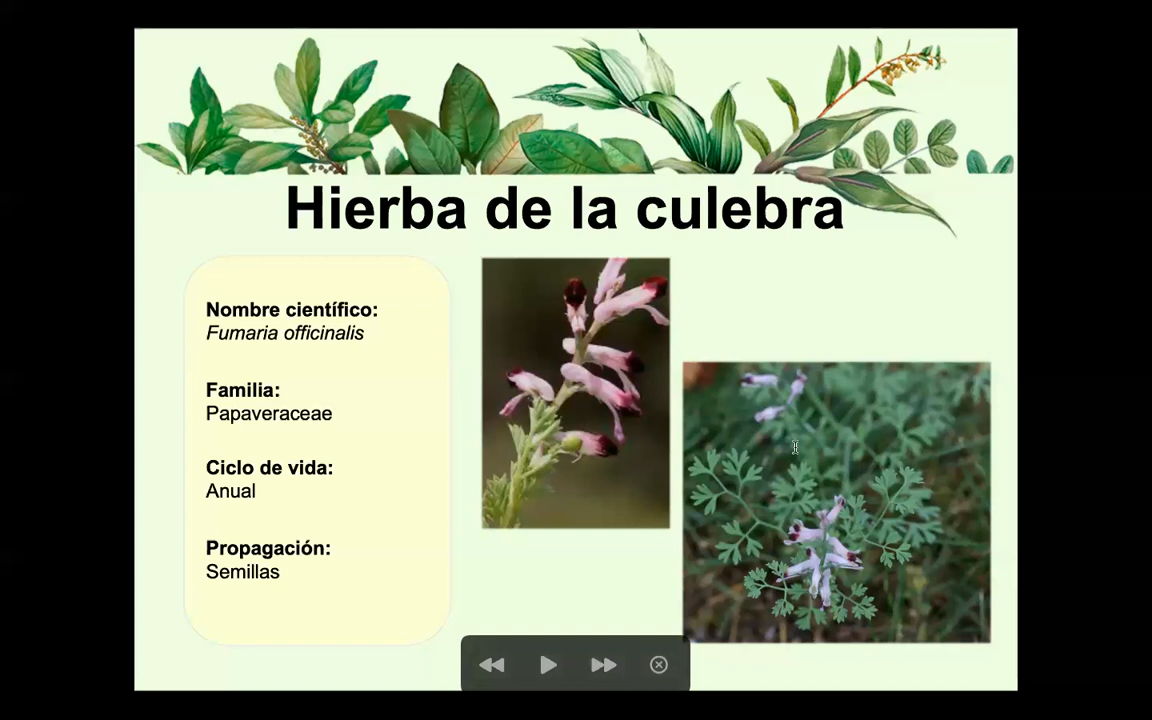 Hierba de la culebra
Nombre científico:
Fumaria officinalis
Familia:
Papaveraceae
Ciclo de vida:
Anual
Propagación:
Semillas